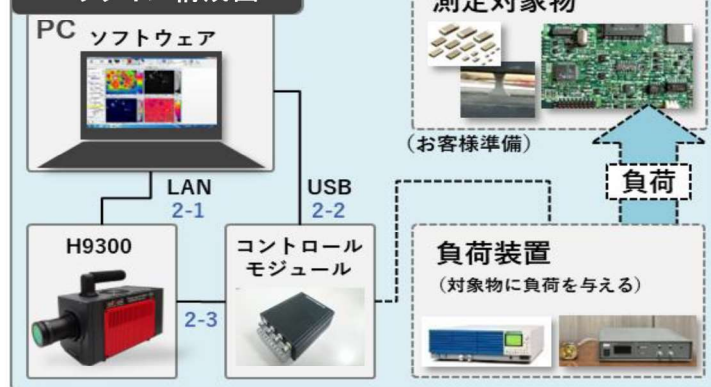 測定対象物
PC
ソフトウェア
(お客様準備)
負荷
LAN
2-1
USB
2-2
H9300
コントロール
モジュール
2-3
負荷装置
(対象物に負荷を与える)